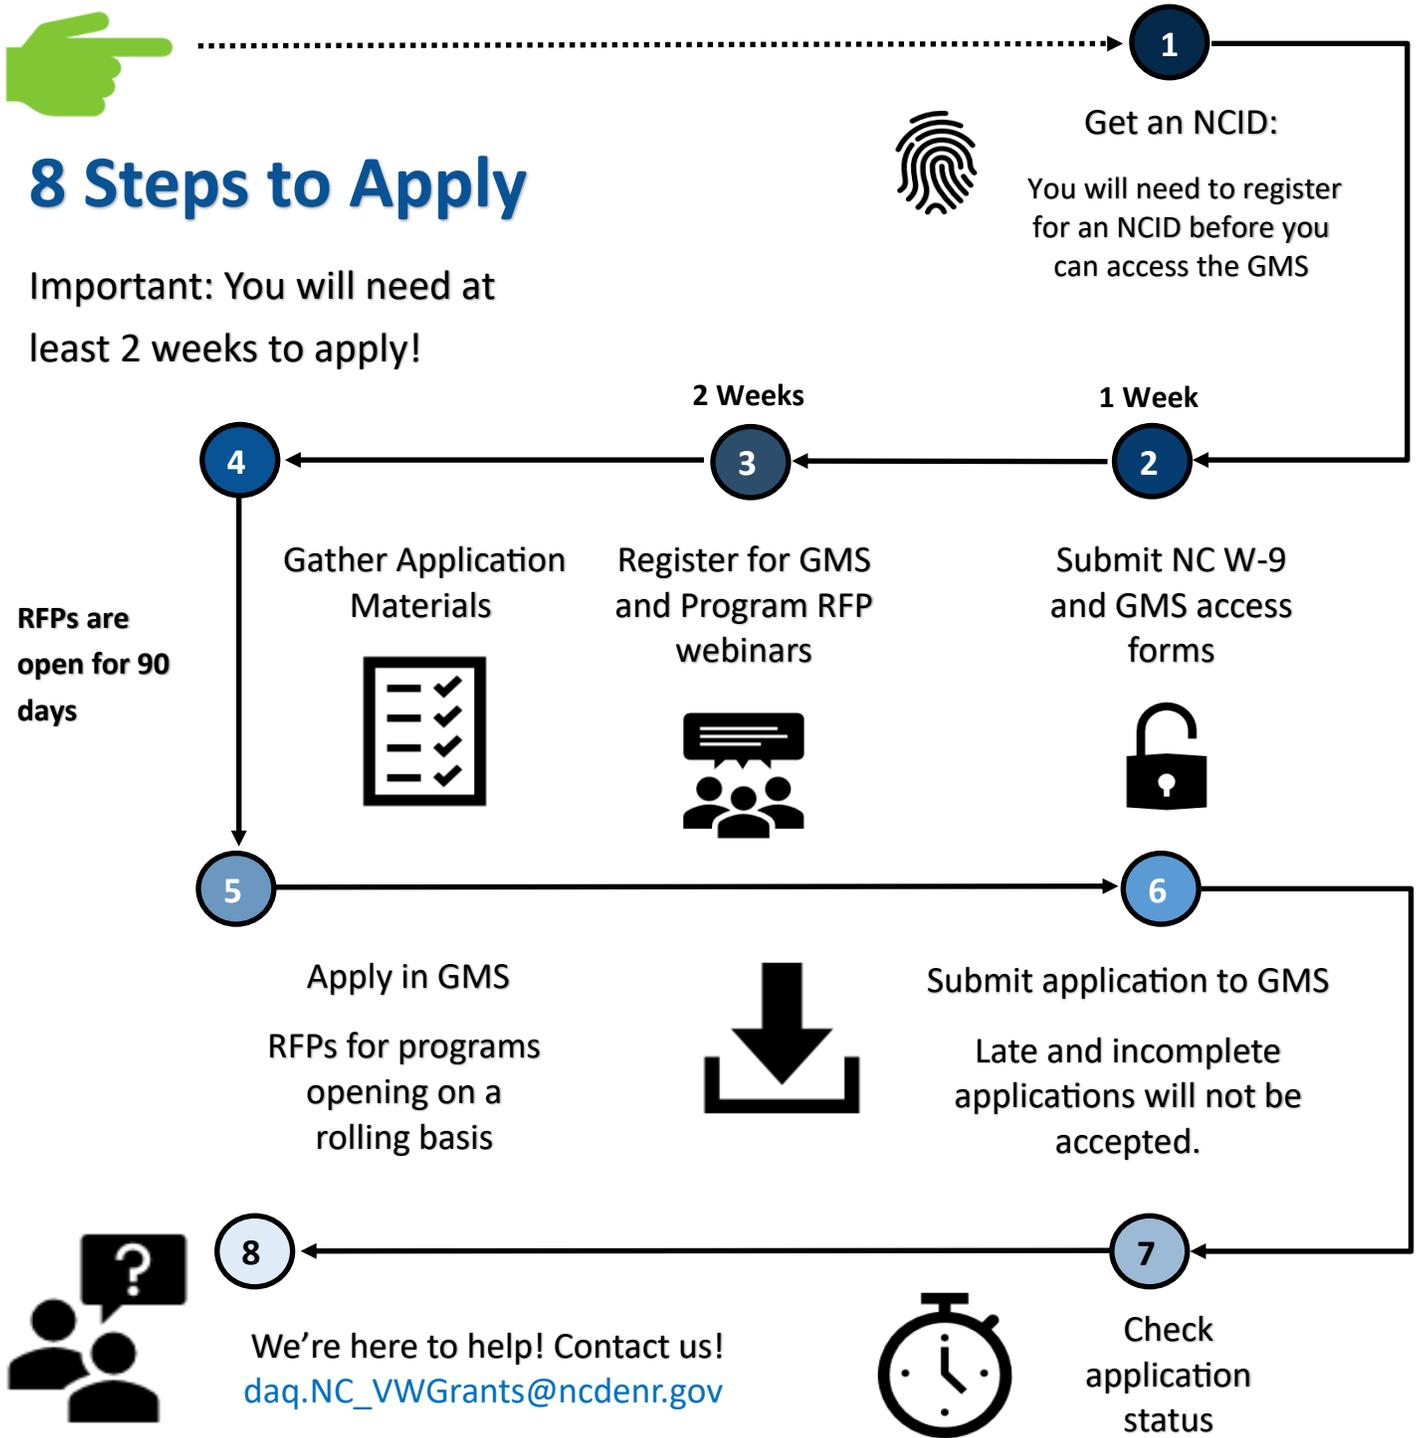 1
Get an NCID:
You will need to register
for an NCID before you
can access the GMS
8 Steps to Apply
Important: You will need at
least 2 weeks to apply!
1 Week
2
Submit NC W-9
and GMS access
forms
2 Weeks
3
Register for GMS
and Program RFP
webinars
4
Gather Application
Materials
RFPs are
open for 90
days
5
Apply in GMS
RFPs for programs
opening on a
rolling basis
6
Submit application to GMS
Late and incomplete
applications will not be
accepted.
7
Check
application
status
8
?
We're here to help! Contact us!
daq.NC_VWGrants@ncdenr.gov